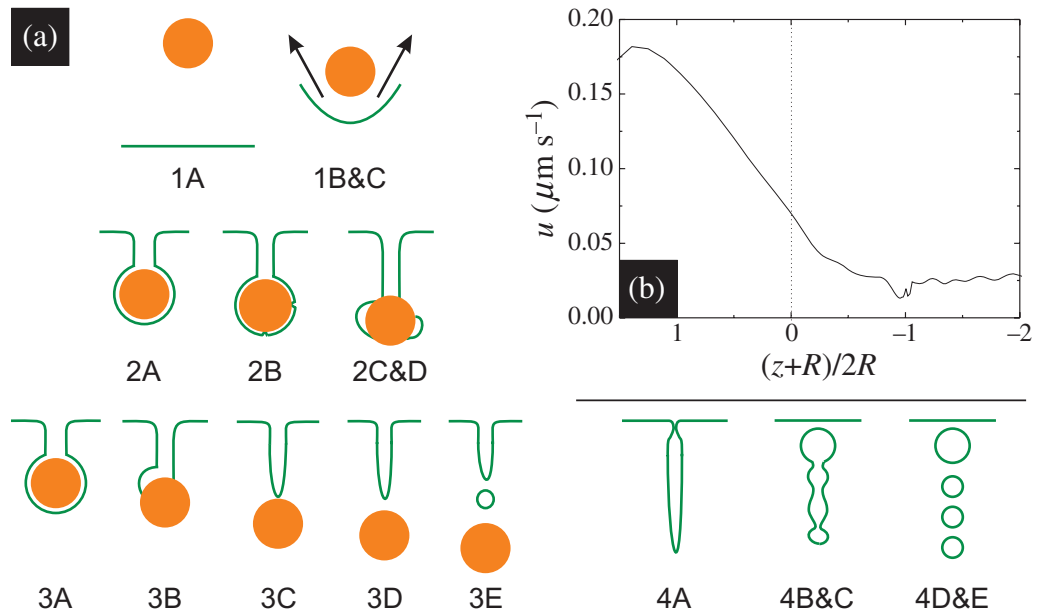 (a)
1A 1B&C
2A 2B 2C&D
3A 3B 3C 3D 3E
0.20
0.15
0.10
0.05
0.00
u (μm s⁻¹)
(b)
1 0 -1 -2
(z+R)/2R
4A 4B&C 4D&E